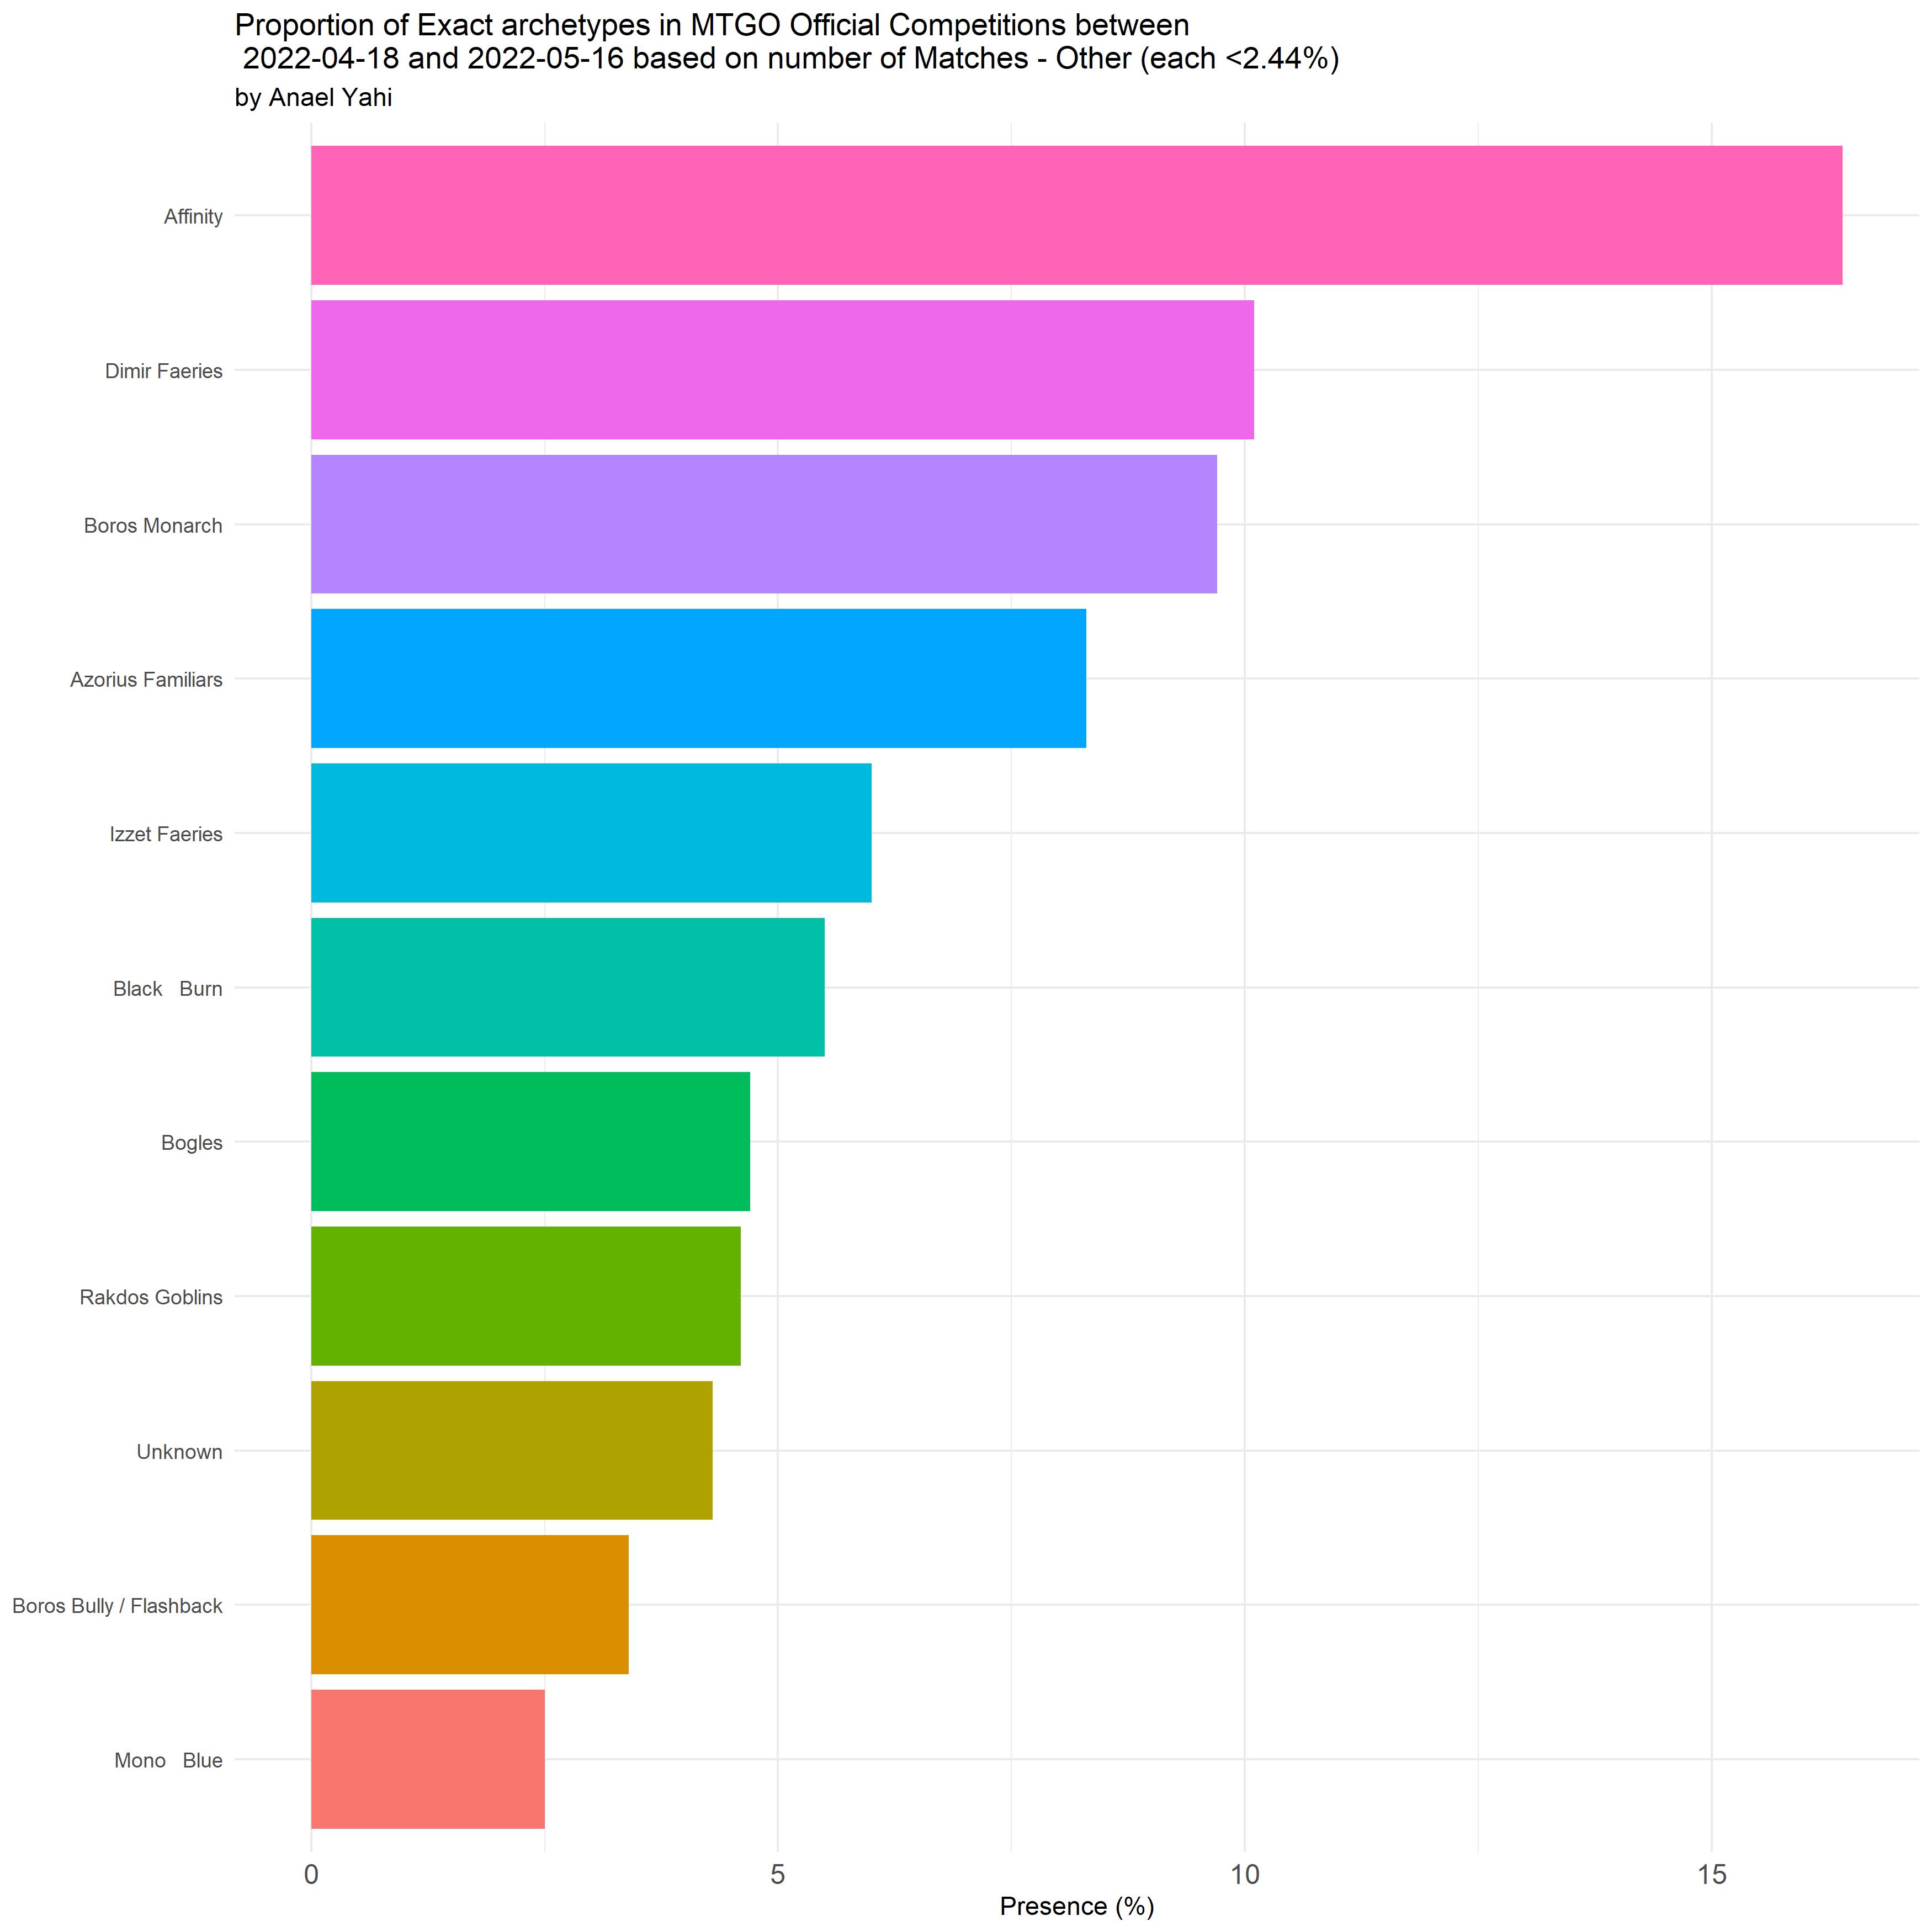 Proportion of Exact archetypes in MTGO Official Competitions between
2022-04-18 and 2022-05-16 based on number of Matches - Other (each <2.44%)
by Anael Yahi
Affinity
Dimir Faeries
Boros Monarch
Azorius Familiars
Izzet Faeries
Black   Burn
Bogles
Rakdos Goblins
Unknown
Boros Bully / Flashback
Mono   Blue
0 5 10 15
Presence (%)